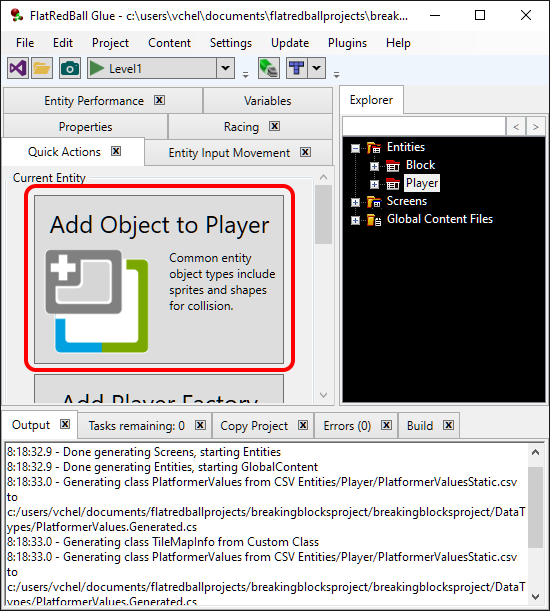 FlatRedBall Glue - c:\users\vchel\documents\flatredballprojects\breaking...
File Project Content Settings Update Plugins Help
Level1
Entity Performance Variables
Properties Racing
Quick Actions Entity Input Movement
Current Entity
Add Object to Player
Common entity
object types include
sprites and shapes
for collision.
Add Player Factory
Explorer
< >
Entities
Block
Player
Screens
Global Content Files
Output Tasks remaining: 0 Copy Project Errors (0) Build
8:18:32.9 - Done generating Screens, starting Entities
8:18:32.9 - Done generating Entities, starting GlobalContent
8:18:33.0 - Generating class PlatformerValues from CSV Entities/Player/PlatformerValuesStatic.csv
to
c:/users/vchel/documents/flatredballprojects/breakingblocksproject/breakingblocksproject/DataT
ypes/PlatformerValues.Generated.cs
8:18:33.0 - Generating class TileMapInfo from Custom Class
8:18:33.0 - Generating class PlatformerValues from CSV Entities/Player/PlatformerValuesStatic.csv
to
c:/users/vchel/documents/flatredballprojects/breakingblocksproject/breakingblocksproject/DataT
ypes/PlatformerValues.Generated.cs